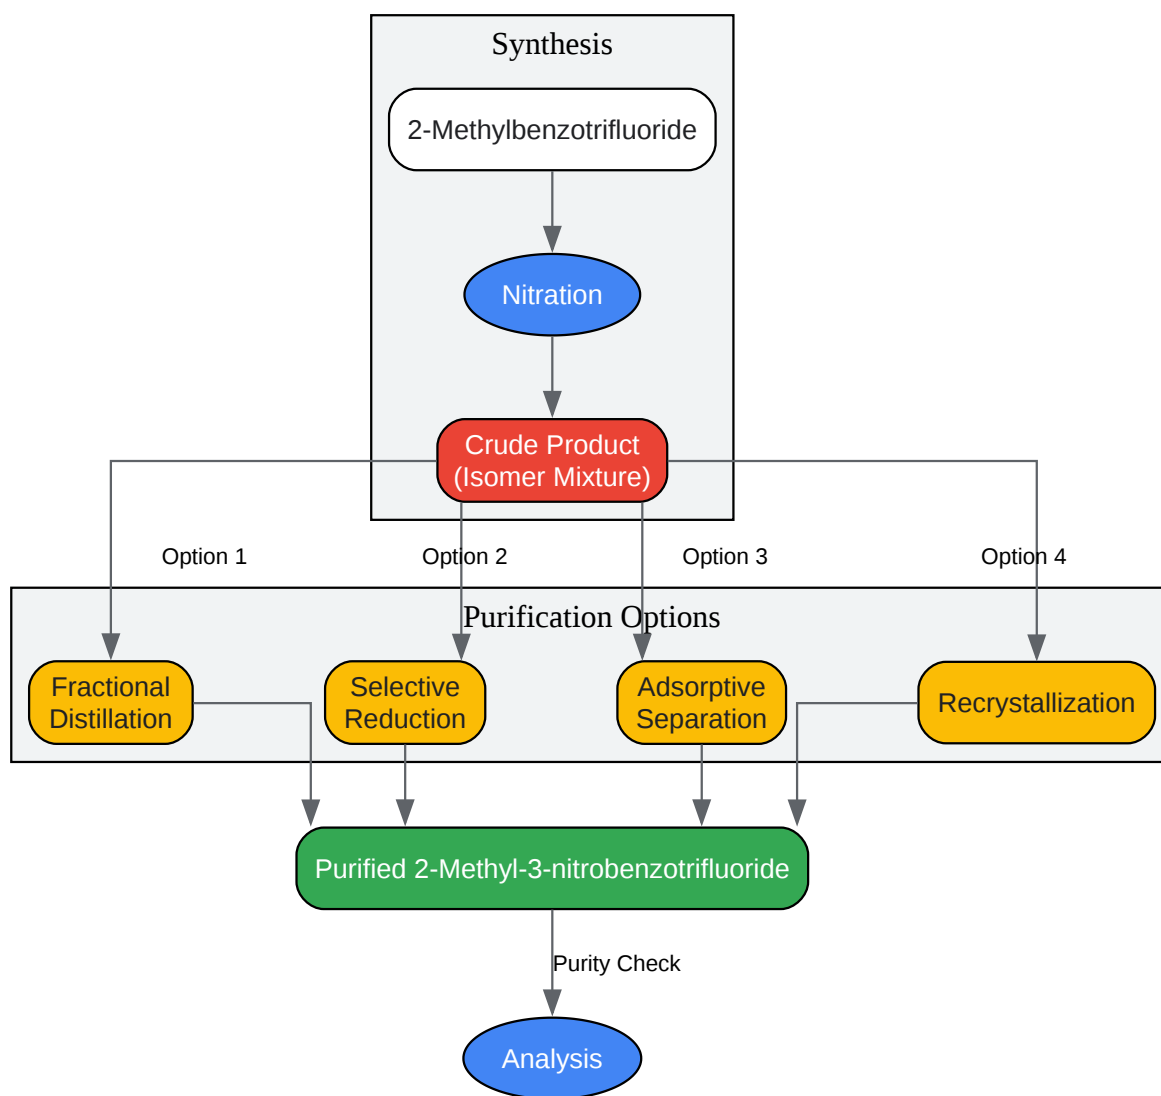 Synthesis
2-Methylbenzotrifluoride
Nitration
Crude Product
(Isomer Mixture)
Option 1
Option 2
Option 3
Option 4
Purification Options
Fractional
Distillation
Selective
Reduction
Adsorptive
Separation
Recrystallization
Purified 2-Methyl-3-nitrobenzotrifluoride
Purity Check
Analysis